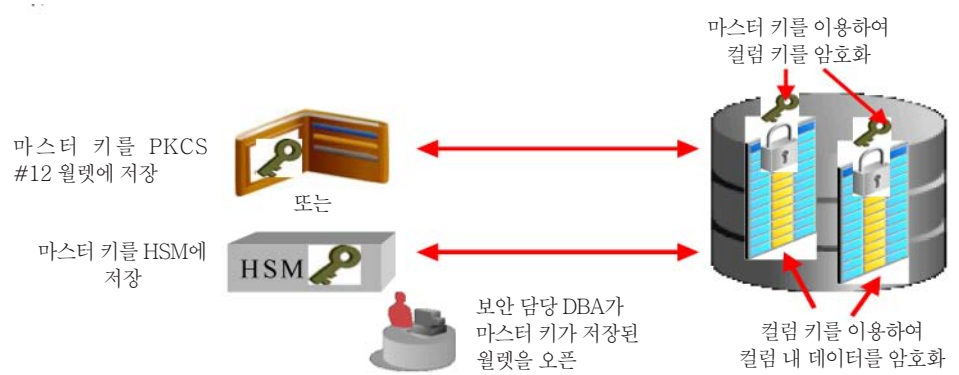 마스터 키를 이용하여
컬럼 키를 암호화
마스터 키를 PKCS
#12 월렛에 저장
또는
마스터 키를 HSM에
저장
HSM
보안 담당 DBA가
마스터 키가 저장된
월렛을 오픈
컬럼 키를 이용하여
컬럼 내 데이터를 암호화